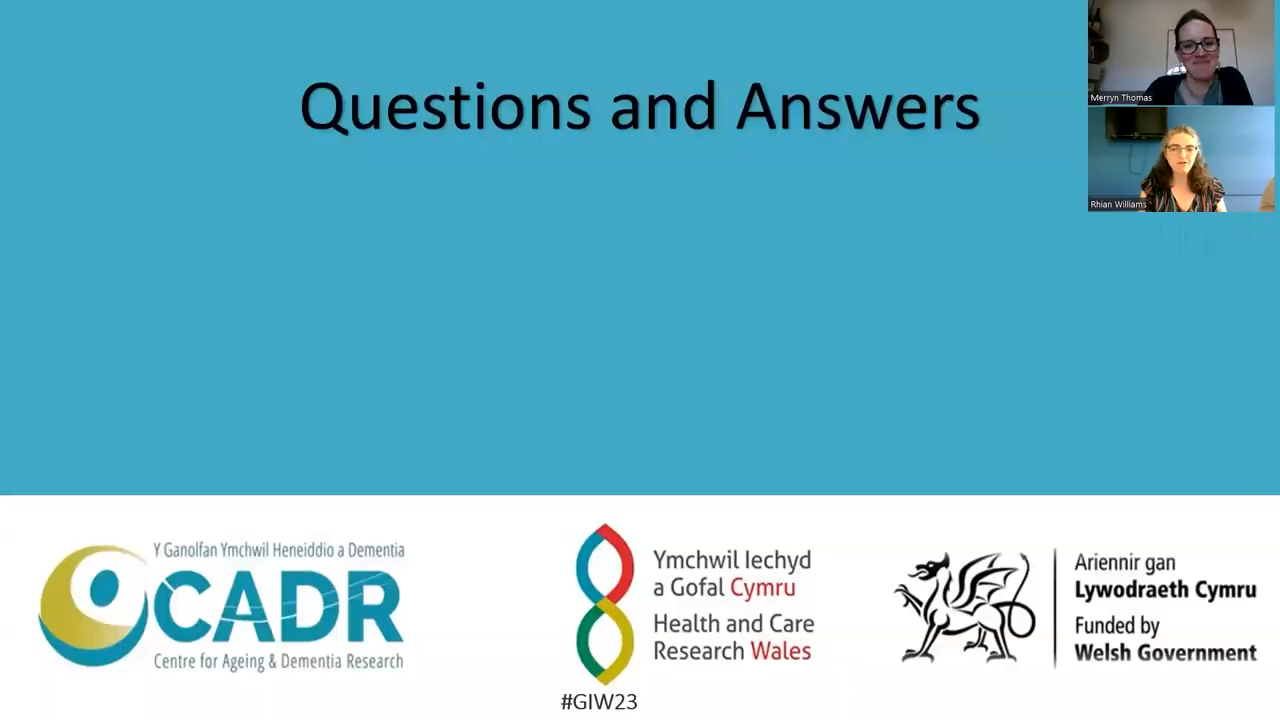 Questions and Answers
Merryn Thomas
Rhian Williams
Y Ganolfan Ymchwil Heneiddio a Dementia
CADR
Centre for Ageing & Dementia Research
Ymchwil Iechyd
a Gofal Cymru
Health and Care
Research Wales
Ariennir gan
Lywodraeth Cymru
Funded by
Welsh Government
#GIW23